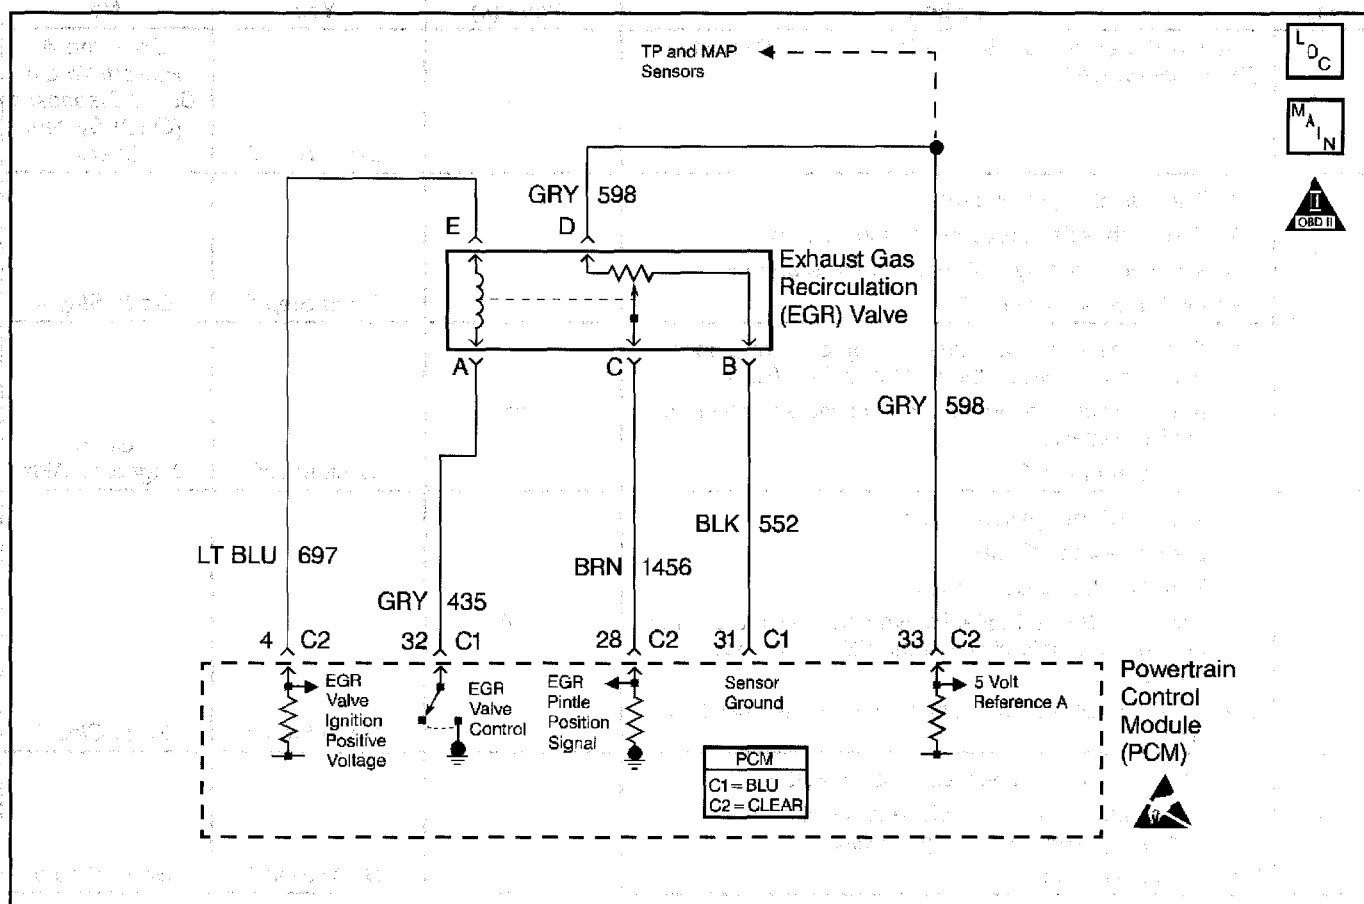 TP and MAP
Sensors
L O C
M A I N
I
OBD II
GRY 598
E
D
Exhaust Gas
Recirculation
(EGR) Valve
A
C
B
GRY 598
BLK 552
LT BLU 697
BRN 1456
GRY 435
4 C2
32 C1
28 C2
31 C1
33 C2
EGR
Valve
Ignition
Positive
Voltage
EGR
Valve
Control
EGR
Pintle
Position
Signal
Sensor
Ground
5 Volt
Reference A
Powertrain
Control
Module
(PCM)
PCM
C1 = BLU
C2 = CLEAR